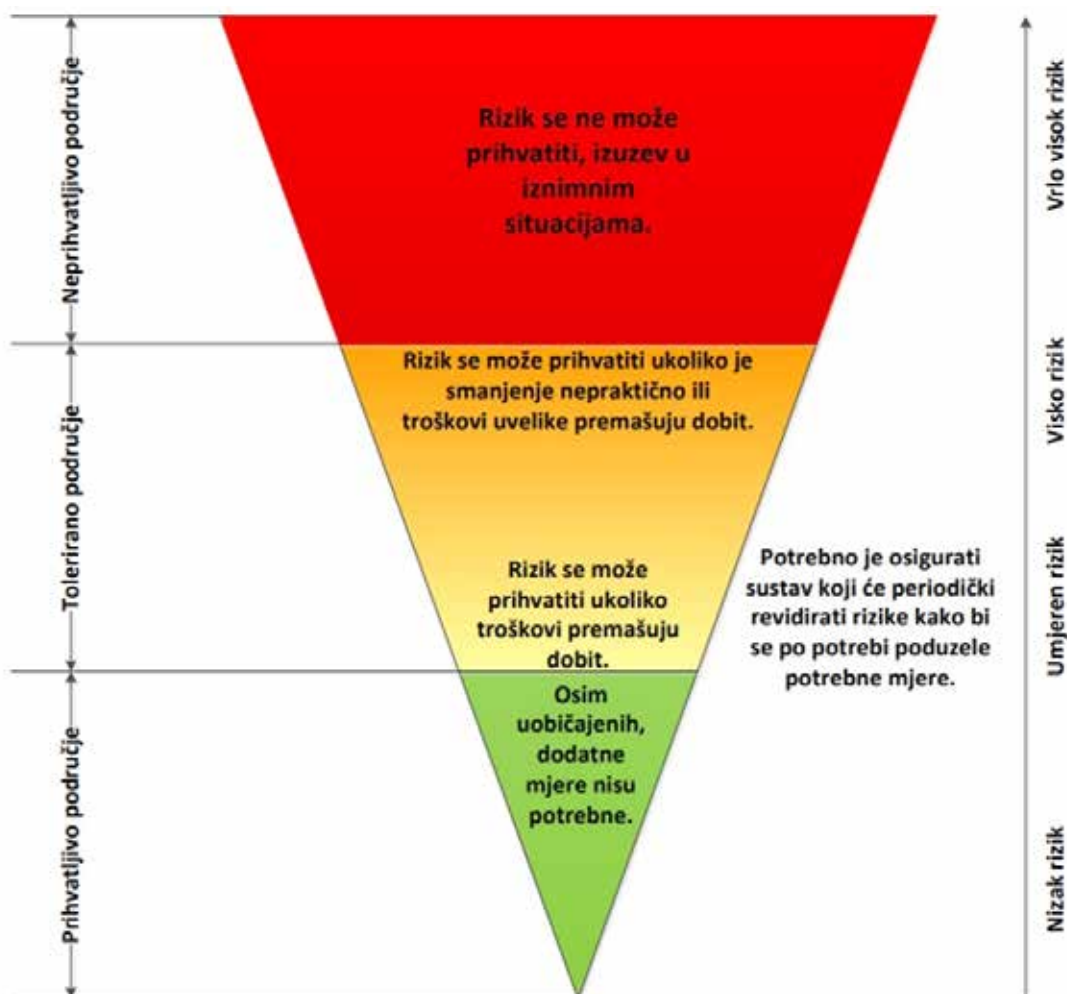 Neprihvatljivo područje
Rizik se ne može
prihvatiti, izuzev u
iznimnim
situacijama.
Vrlo visok rizik
Tolerirano područje
Rizik se može prihvatiti ukoliko je
smanjenje nepraktično ili
troškovi uvelike premašuju dobit.
Visko rizik
Rizik se može
prihvatiti ukoliko
troškovi premašuju
dobit.
Potrebno je osigurati
sustav koji će periodički
revidirati rizike kako bi
se po potrebi poduzele
potrebne mjere.
Umjeren rizik
Prihvatljivo područje
Osim
uobičajenih,
dodatne
mjere nisu
potrebne.
Nizak rizik